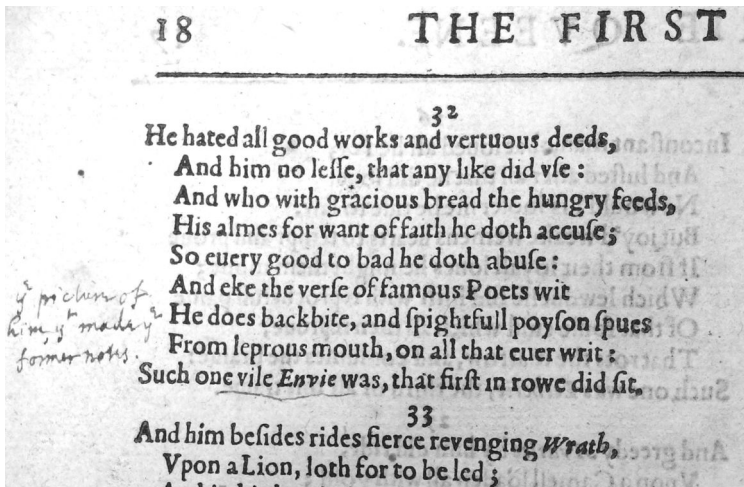 18 THE FIRST
32
He hated all good works and vertuous deeds,
And him no leſſe, that any like did vſe :
And who with gracious bread the hungry feeds,
His almes for want of faith he doth accuſe ;
So euery good to bad he doth abuſe :
And eke the verſe of famous Poets wit
He does backbite, and ſpightfull poyſon ſpues
From leprous mouth, on all that euer writ :
Such one vile Envie was, that firſt in rowe did ſit.
yᵉ picture of
him, yᵗ made yᵉ
former notes.
33
And him beſides rides fierce revenging Wrath,
Vpon a Lion, loth for to be led ;